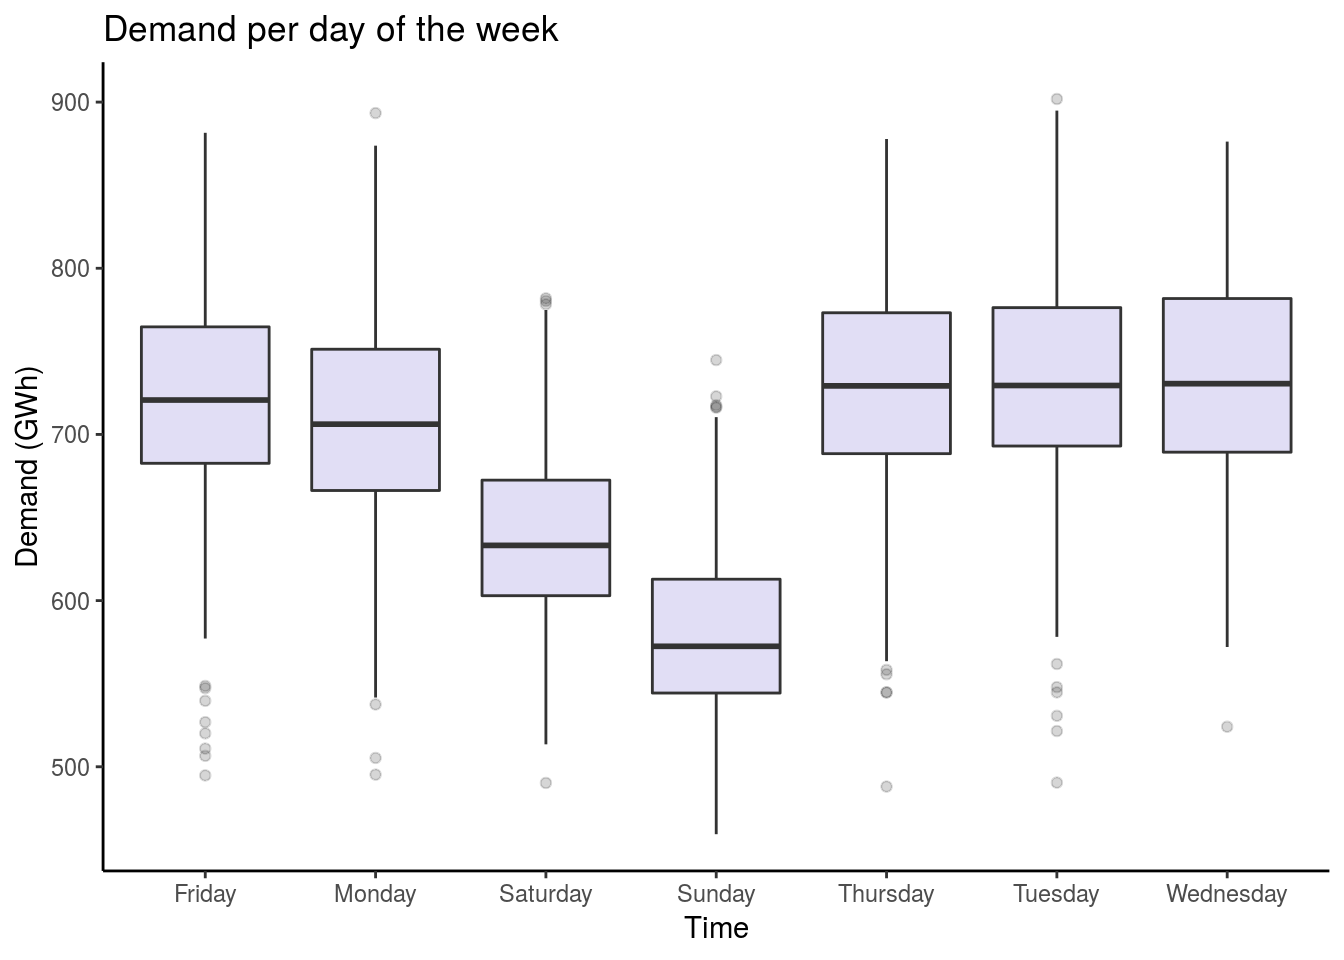 Demand per day of the week
900
800
700
600
500
Demand (GWh)
Friday Monday Saturday Sunday Thursday Tuesday Wednesday
Time